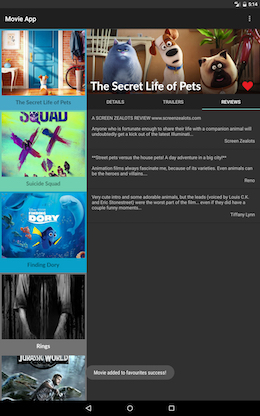 5:14
Movie App
The Secret Life of Pets
DETAILS
TRAILERS
REVIEWS
The Secret Life of Pets
SQUAD
Suicide Squad
FINDING
DORY
Finding Dory
Rings
JURASSIC WORLD
A SCREEN ZEALOTS REVIEW www.screenzealots.com
Anyone who is fortunate enough to share their life with a companion animal will
undoubtedly get a kick out of the latest Illuminat...
Screen Zealots
**Street pets versus the house pets! A day adventure in a big city!**
Animation films always fascinate me, because of its varieties. Even animals can
be the heroes and villains...
Reno
Very cute intro and some adorable animals, but the leads (voiced by Louis C.K.
and Eric Stonestreet) were the worst part of the film... even if they did have a
couple funny moments...
Tiffany Lyns
Movie added to favourites success!